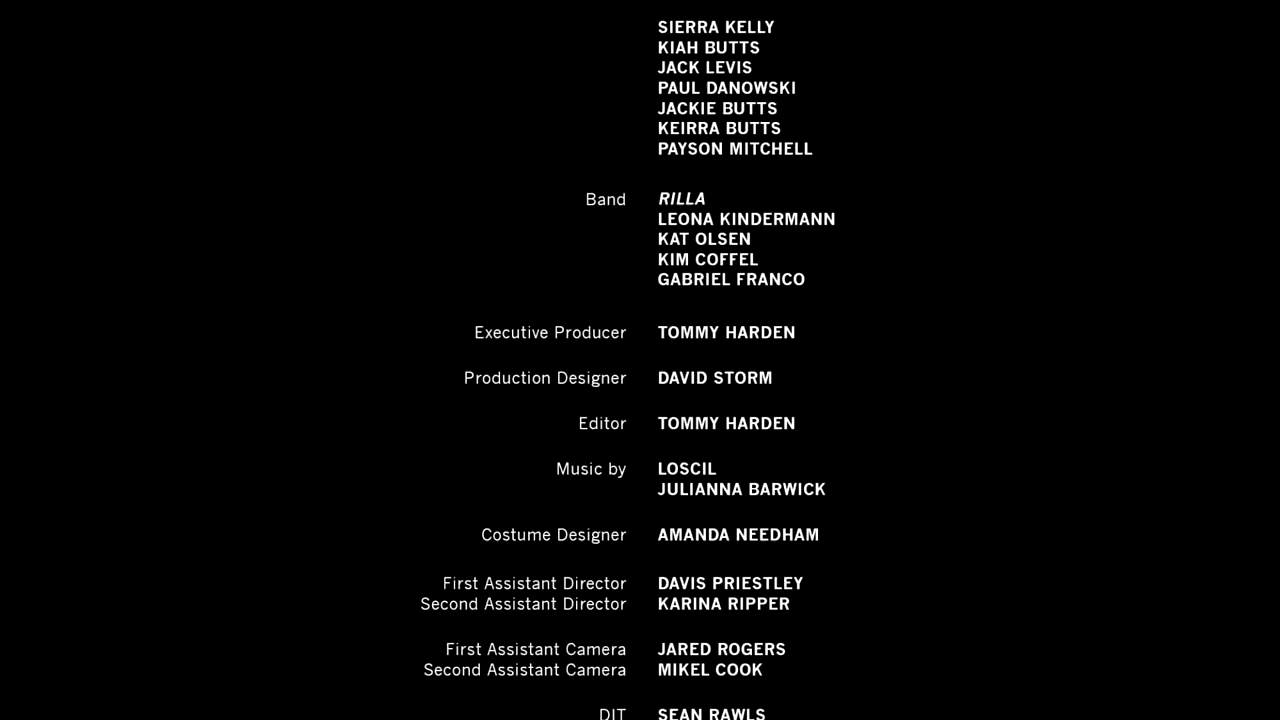 SIERRA KELLY
KIAH BUTTS
JACK LEVIS
PAUL DANOWSKI
JACKIE BUTTS
KEIRRA BUTTS
PAYSON MITCHELL
Band RILLA
LEONA KINDERMANN
KAT OLSEN
KIM COFFEL
GABRIEL FRANCO
Executive Producer TOMMY HARDEN
Production Designer DAVID STORM
Editor TOMMY HARDEN
Music by LOSCIL
JULIANNA BARWICK
Costume Designer AMANDA NEEDHAM
First Assistant Director DAVIS PRIESTLEY
Second Assistant Director KARINA RIPPER
First Assistant Camera JARED ROGERS
Second Assistant Camera MIKEL COOK
DIT SEAN RAWLS